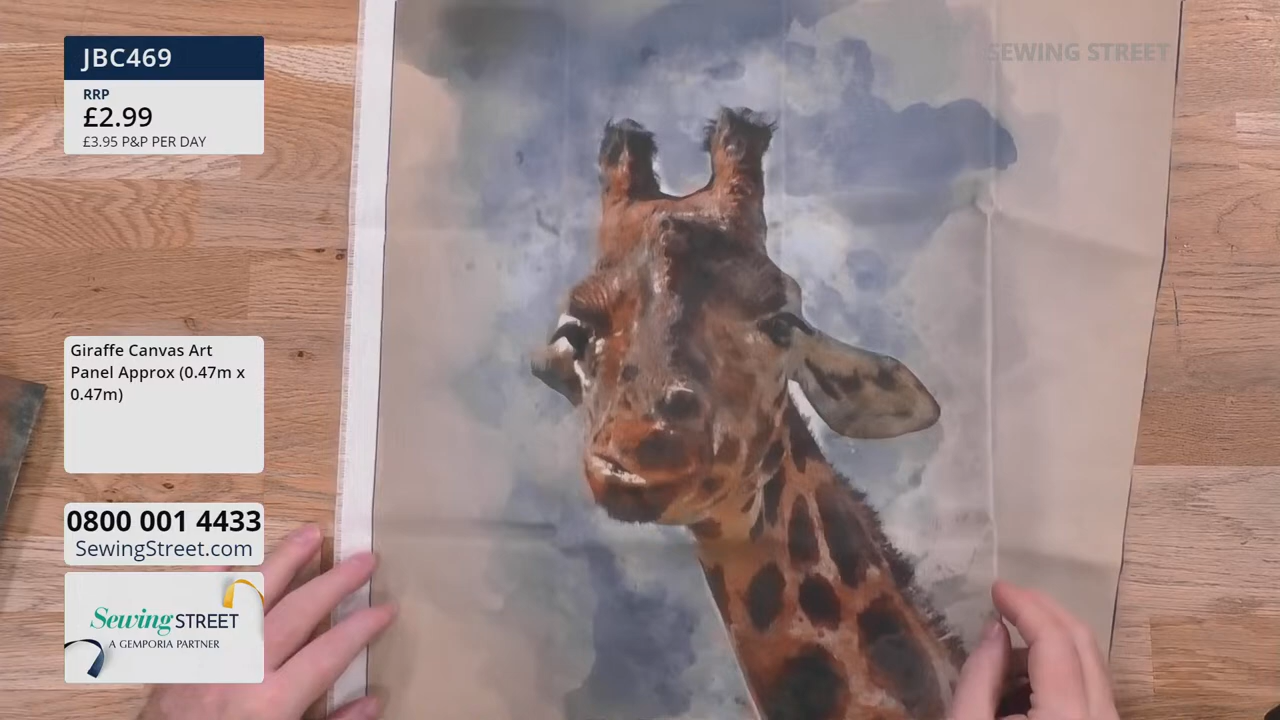 JBC469
RRP
£2.99
£3.95 P&P PER DAY
SEWING STREET
Giraffe Canvas Art
Panel Approx (0.47m x
0.47m)
0800 001 4433
SewingStreet.com
Sewing STREET
A GEMPORIA PARTNER